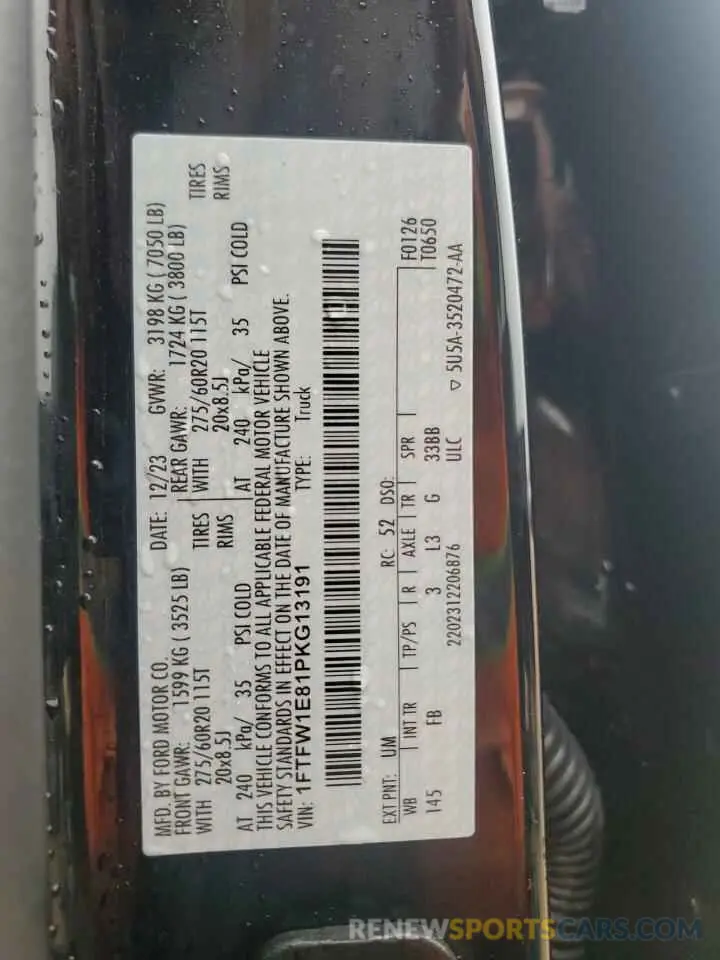 MFD. BY FORD MOTOR CO. DATE: 12/23 GVWR: 3198 KG ( 7050 LB)
FRONT GAWR: 1599 KG ( 3525 LB) REAR GAWR: 1724 KG ( 3800 LB)
WITH 275/60R20 115T TIRES WITH 275/60R20 115T TIRES
20x8.5J RIMS 20x8.5J RIMS
AT 240 kPa/ 35 PSI COLD AT 240 kPa/ 35 PSI COLD
THIS VEHICLE CONFORMS TO ALL APPLICABLE FEDERAL MOTOR VEHICLE
SAFETY STANDARDS IN EFFECT ON THE DATE OF MANUFACTURE SHOWN ABOVE.
VIN: 1FTFW1E81PKG13191 TYPE: Truck
EXT PNT: UM RC: 52 DSO: F0126
WB INT TR TP/PS R AXLE TR SPR T0650
145 FB 3 L3 G 33BB
2202312206876 ULC ▽ 5U5A-3520472-AA
RENEWSPORTSCARS.COM